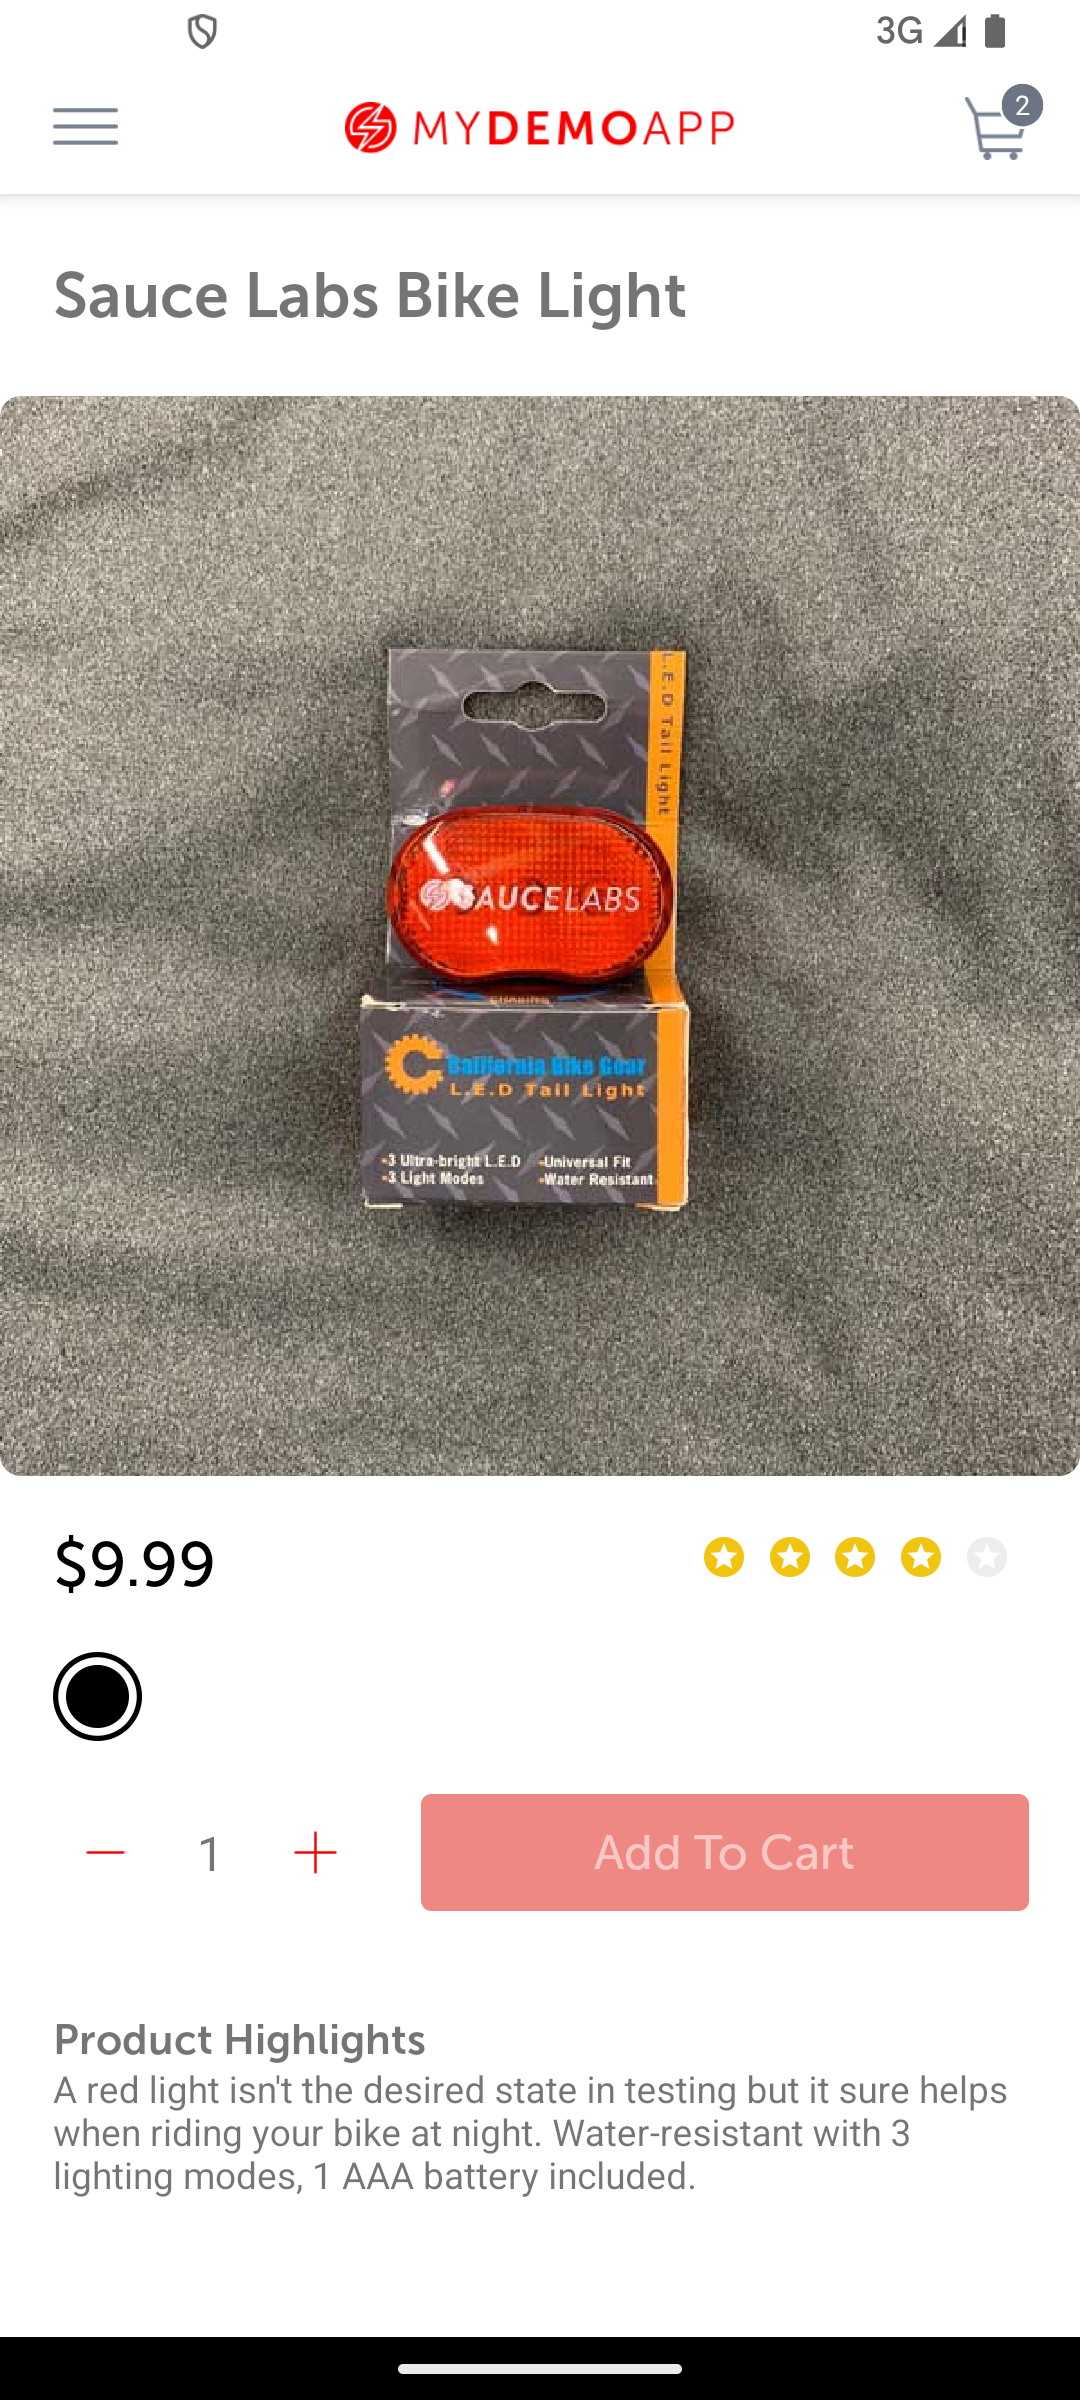 3G
MYDEMOAPP
2
Sauce Labs Bike Light
L.E.D Tail Light
SAUCELABS
California Bike Gear
L.E.D Tail Light
-3 Ultra-bright L.E.D -Universal Fit
-3 Light Modes -Water Resistant
$9.99
1
Add To Cart
Product Highlights
A red light isn't the desired state in testing but it sure helps
when riding your bike at night. Water-resistant with 3
lighting modes, 1 AAA battery included.